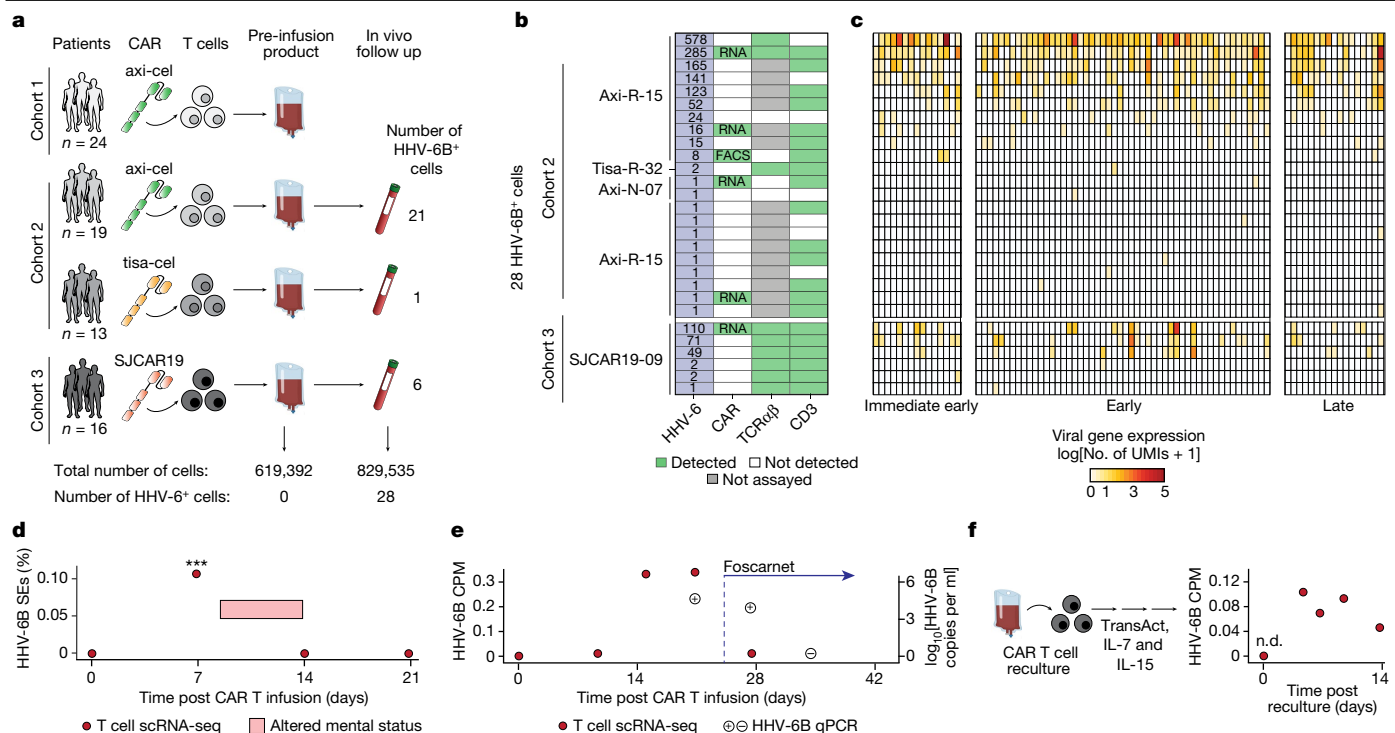 a
Patients
CAR
T cells
Pre-infusion
product
In vivo
follow up
Cohort 1
axi-cel
n = 24
Number of
HHV-6B+
cells
Cohort 2
axi-cel
n = 19
21
tisa-cel
n = 13
1
Cohort 3
SJCAR19
n = 16
6
Total number of cells:
619,392
829,535
Number of HHV-6+ cells:
0
28
b
28 HHV-6B+ cells
Cohort 2
Cohort 3
Axi-R-15
Tisa-R-32
Axi-N-07
Axi-R-15
SJCAR19-09
578
285 RNA
165
141
123
52
24
16 RNA
15
8 FACS
2
1 RNA
1
1
1
1
1
1
1
1
1 RNA
1
110 RNA
71
49
2
2
1
HHV-6
CAR
TCRαβ
CD3
Detected
Not detected
Not assayed
c
Immediate early
Early
Late
Viral gene expression
log[No. of UMIs + 1]
0 1 3 5
d
HHV-6B SEs (%)
0.10
0.05
0
***
0 7 14 21
Time post CAR T infusion (days)
T cell scRNA-seq
Altered mental status
e
HHV-6B CPM
0.3
0.2
0.1
0
Foscarnet
6
3
0
log10[HHV-6B
copies per ml]
0 14 28 42
Time post CAR T infusion (days)
T cell scRNA-seq
+ − HHV-6B qPCR
f
CAR T cell
reculture
TransAct,
IL-7 and
IL-15
HHV-6B CPM
0.12
0.08
0.04
0
n.d.
0 14
Time post
reculture (days)